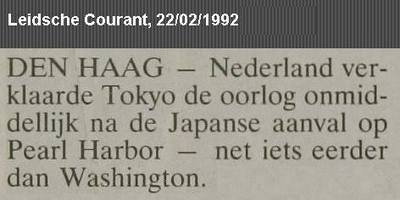 Leidsche Courant, 22/02/1992
DEN HAAG — Nederland ver-
klaarde Tokyo de oorlog onmid-
dellijk na de Japanse aanval op
Pearl Harbor — net iets eerder
dan Washington.